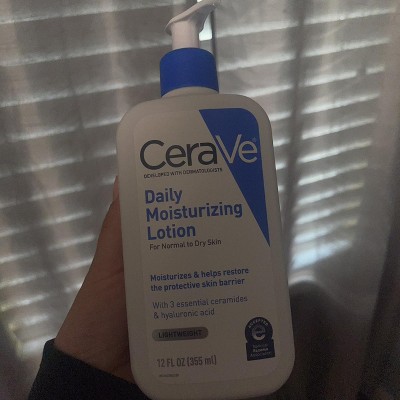 CeraVe
DEVELOPED WITH DERMATOLOGISTS
Daily
Moisturizing
Lotion
For Normal to Dry Skin
Moisturizes & helps restore
the protective skin barrier
With 3 essential ceramides
& hyaluronic acid
LIGHTWEIGHT
12 FL OZ (355 ml)